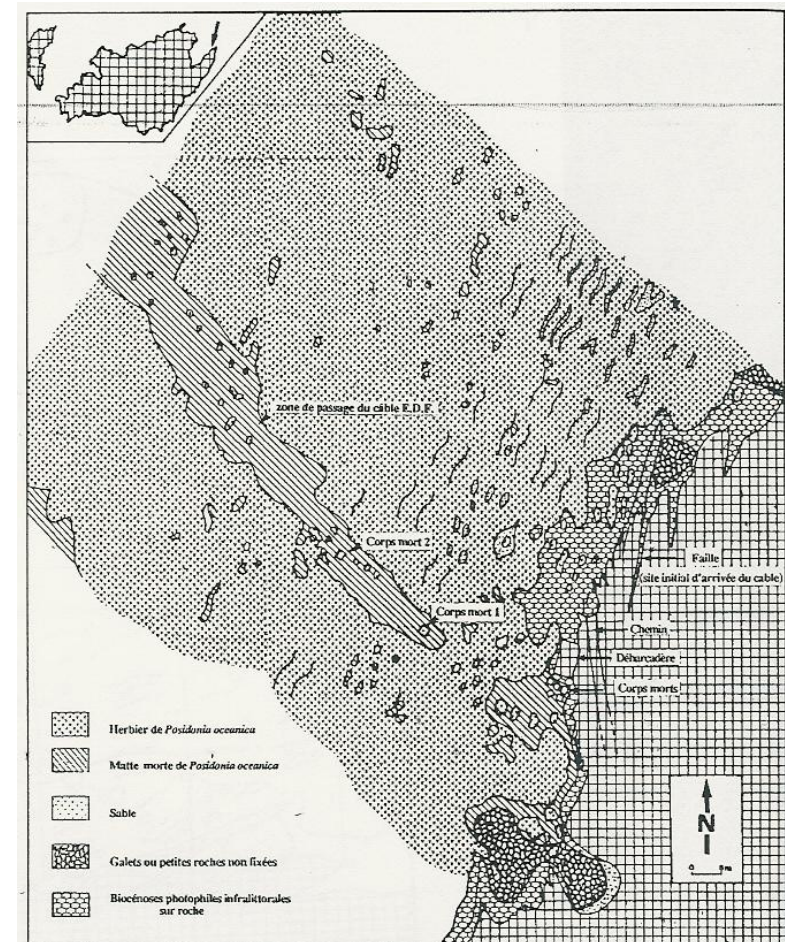 zone de passage du câble E.D.F.
Corps mort 2
Corps mort 1
Faille
(site initial d'arrivée du cable)
Chemin
Débarcadère
Corps morts
Herbier de Posidonia oceanica
Matte morte de Posidonia oceanica
Sable
Galets ou petites roches non fixées
Biocénoses photophiles infralittorales
sur roche
N
0 5m